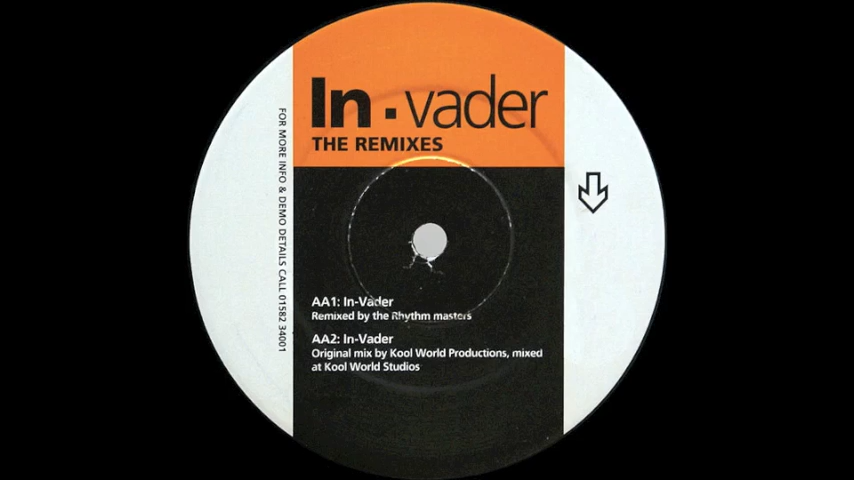 In·vader
THE REMIXES
FOR MORE INFO & DEMO DETAILS CALL 01582 34001
AA1: In-Vader
Remixed by the Rhythm masters
AA2: In-Vader
Original mix by Kool World Productions, mixed
at Kool World Studios